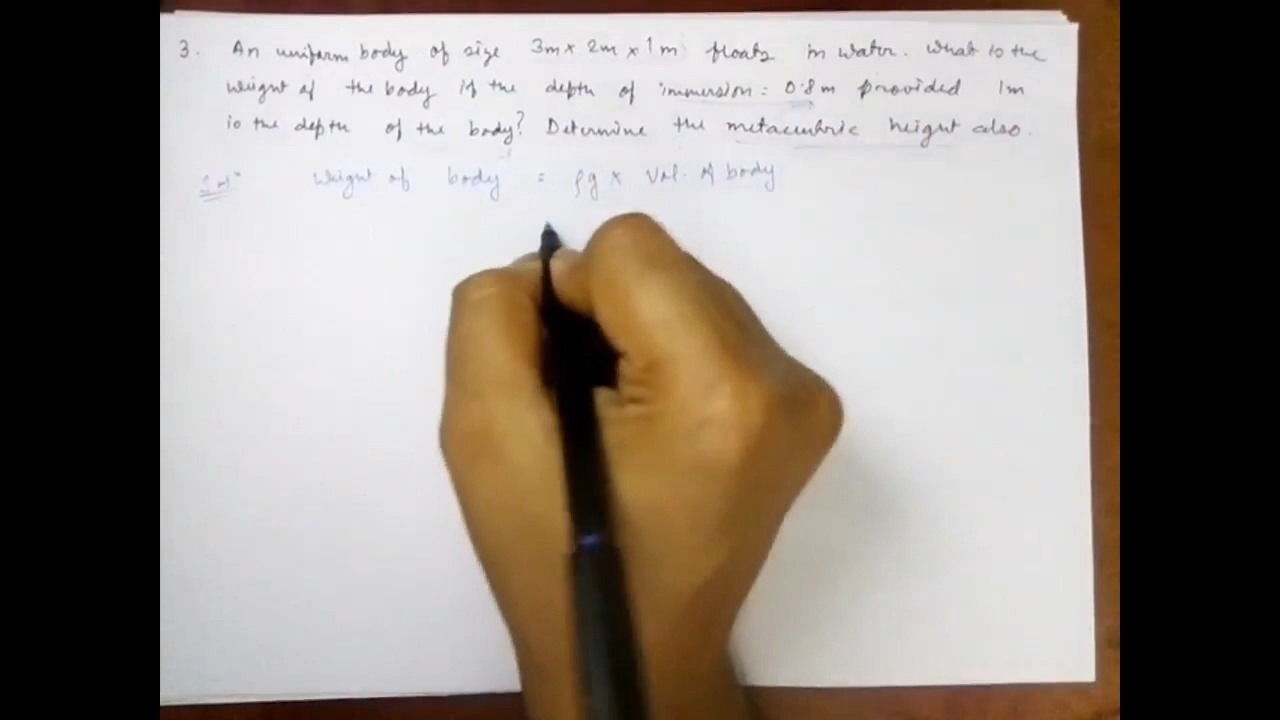 3. An uniform body of size 3m x 2m x 1m floats in water. What is the
weight of the body if the depth of immersion = 0.8m provided 1m
is the depth of the body? Determine the metacentric height also.
Solⁿ Weight of body = ρg x Vol. of body